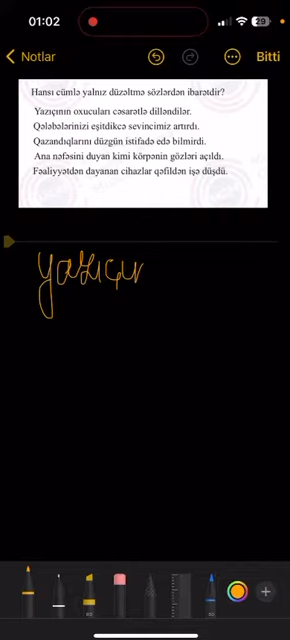 01:02
29
Notlar
Bitti
Hansı cümlə yalnız düzəltmə sözlərdən ibarətdir?
Yazıçının oxucuları cəsarətlə dilləndilər.
Qələbələrinizi eşitdikcə sevincimiz artırdı.
Qazandıqlarını düzgün istifadə edə bilmirdi.
Ana nəfəsini duyan kimi körpənin gözləri açıldı.
Fəaliyyətdən dayanan cihazlar qəfildən işə düşdü.
yazıçı